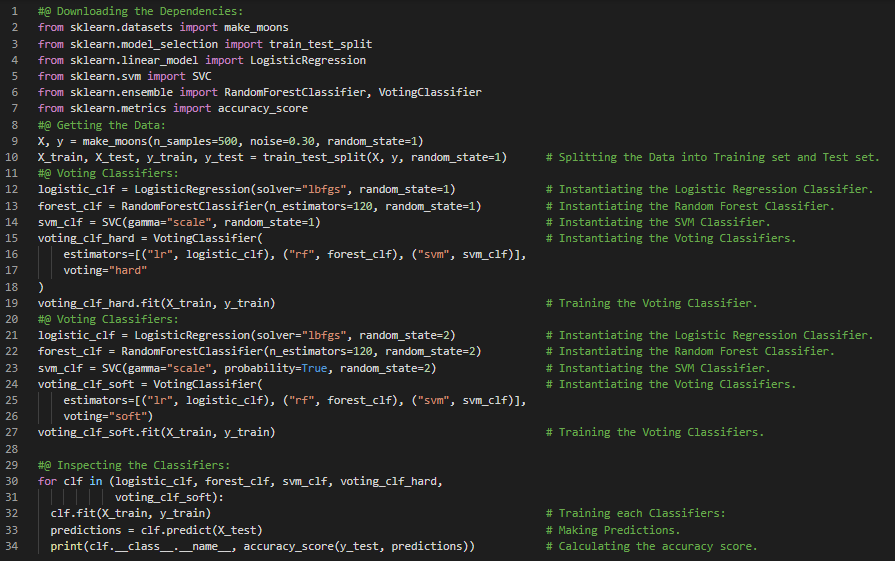 1 #@ Downloading the Dependencies:
2 from sklearn.datasets import make_moons
3 from sklearn.model_selection import train_test_split
4 from sklearn.linear_model import LogisticRegression
5 from sklearn.svm import SVC
6 from sklearn.ensemble import RandomForestClassifier, VotingClassifier
7 from sklearn.metrics import accuracy_score
8 #@ Getting the Data:
9 X, y = make_moons(n_samples=500, noise=0.30, random_state=1)
10 X_train, X_test, y_train, y_test = train_test_split(X, y, random_state=1) # Splitting the Data into Training set and Test set.
11 #@ Voting Classifiers:
12 logistic_clf = LogisticRegression(solver="lbfgs", random_state=1) # Instantiating the Logistic Regression Classifier.
13 forest_clf = RandomForestClassifier(n_estimators=120, random_state=1) # Instantiating the Random Forest Classifier.
14 svm_clf = SVC(gamma="scale", random_state=1) # Instantiating the SVM Classifier.
15 voting_clf_hard = VotingClassifier( # Instantiating the Voting Classifiers.
16     estimators=[("lr", logistic_clf), ("rf", forest_clf), ("svm", svm_clf)],
17     voting="hard"
18 )
19 voting_clf_hard.fit(X_train, y_train) # Training the Voting Classifier.
20 #@ Voting Classifiers:
21 logistic_clf = LogisticRegression(solver="lbfgs", random_state=2) # Instantiating the Logistic Regression Classifier.
22 forest_clf = RandomForestClassifier(n_estimators=120, random_state=2) # Instantiating the Random Forest Classifier.
23 svm_clf = SVC(gamma="scale", probability=True, random_state=2) # Instantiating the SVM Classifier.
24 voting_clf_soft = VotingClassifier( # Instantiating the Voting Classifiers.
25     estimators=[("lr", logistic_clf), ("rf", forest_clf), ("svm", svm_clf)],
26     voting="soft")
27 voting_clf_soft.fit(X_train, y_train) # Training the Voting Classifiers.
28
29 #@ Inspecting the Classifiers:
30 for clf in (logistic_clf, forest_clf, svm_clf, voting_clf_hard,
31             voting_clf_soft):
32   clf.fit(X_train, y_train) # Training each Classifiers:
33   predictions = clf.predict(X_test) # Making Predictions.
34   print(clf.__class__.__name__, accuracy_score(y_test, predictions)) # Calculating the accuracy score.